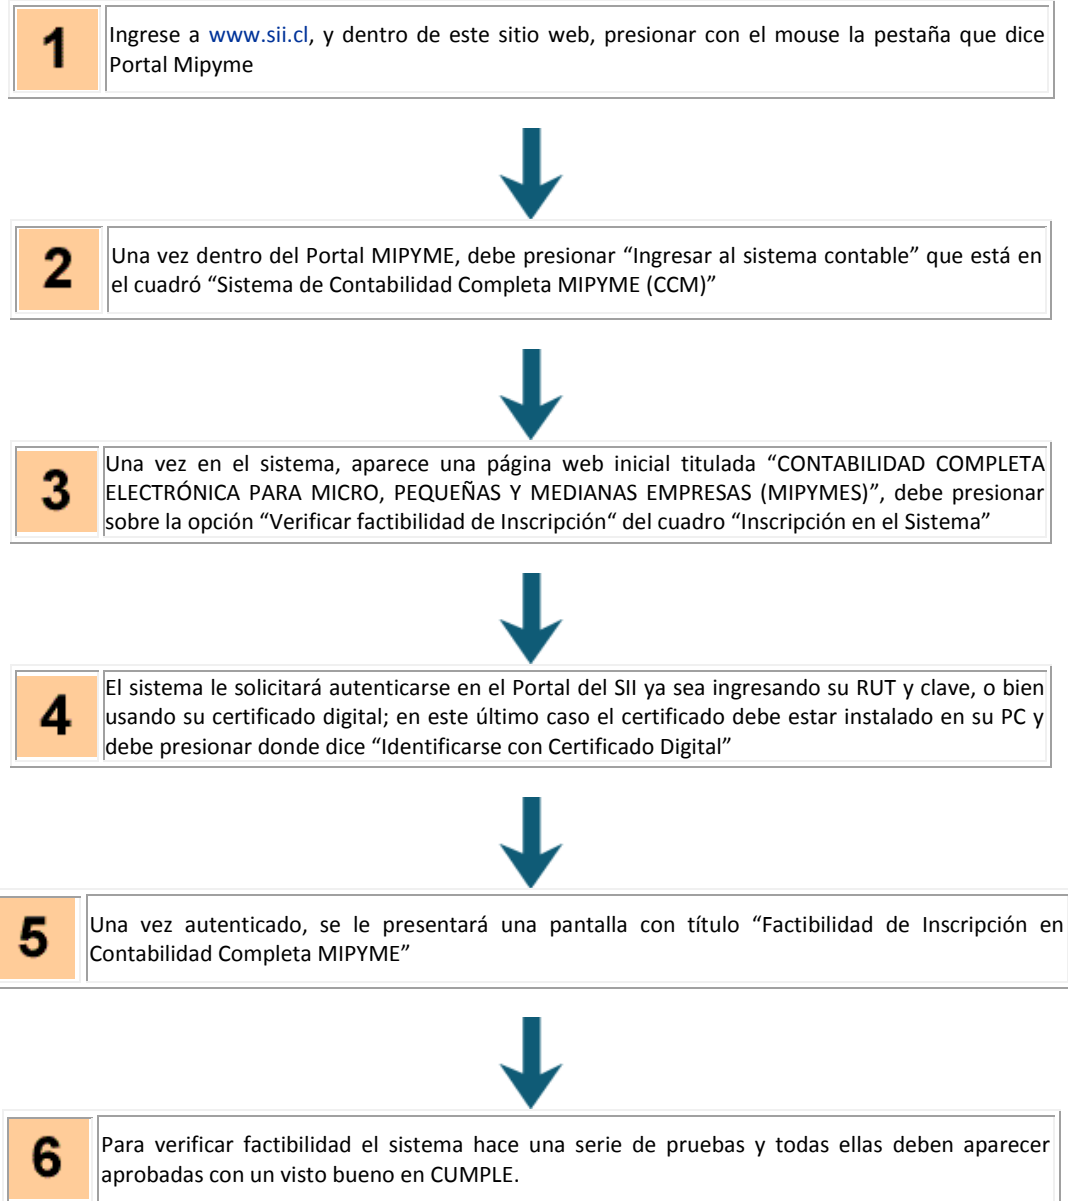 1
Ingrese a www.sii.cl, y dentro de este sitio web, presionar con el mouse la pestaña que dice
Portal Mipyme
2
Una vez dentro del Portal MIPYME, debe presionar “Ingresar al sistema contable” que está en
el cuadró “Sistema de Contabilidad Completa MIPYME (CCM)”
3
Una vez en el sistema, aparece una página web inicial titulada “CONTABILIDAD COMPLETA
ELECTRÓNICA PARA MICRO, PEQUEÑAS Y MEDIANAS EMPRESAS (MIPYMES)”, debe presionar
sobre la opción “Verificar factibilidad de Inscripción“ del cuadro “Inscripción en el Sistema”
4
El sistema le solicitará autenticarse en el Portal del SII ya sea ingresando su RUT y clave, o bien
usando su certificado digital; en este último caso el certificado debe estar instalado en su PC y
debe presionar donde dice “Identificarse con Certificado Digital”
5
Una vez autenticado, se le presentará una pantalla con título “Factibilidad de Inscripción en
Contabilidad Completa MIPYME”
6
Para verificar factibilidad el sistema hace una serie de pruebas y todas ellas deben aparecer
aprobadas con un visto bueno en CUMPLE.